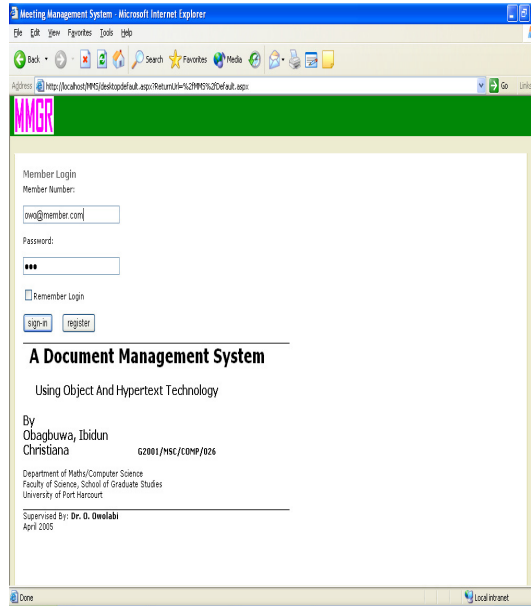 Meeting Management System - Microsoft Internet Explorer
File Edit View Favorites Tools Help
Back Search Favorites Media
Address http://localhost/MMS/desktopdefault.aspx?ReturnUrl=%2fMMS%2fDefault.aspx Go Links
MMGR
Member Login
Member Number:
owo@member.com
Password:
•••
Remember Login
sign-in register
A Document Management System
Using Object And Hypertext Technology
By
Obagbuwa, Ibidun
Christiana G2001/MSC/COMP/026
Department of Maths/Computer Science
Faculty of Science, School of Graduate Studies
University of Port Harcourt
Supervised By: Dr. O. Owolabi
April 2005
Done Local intranet